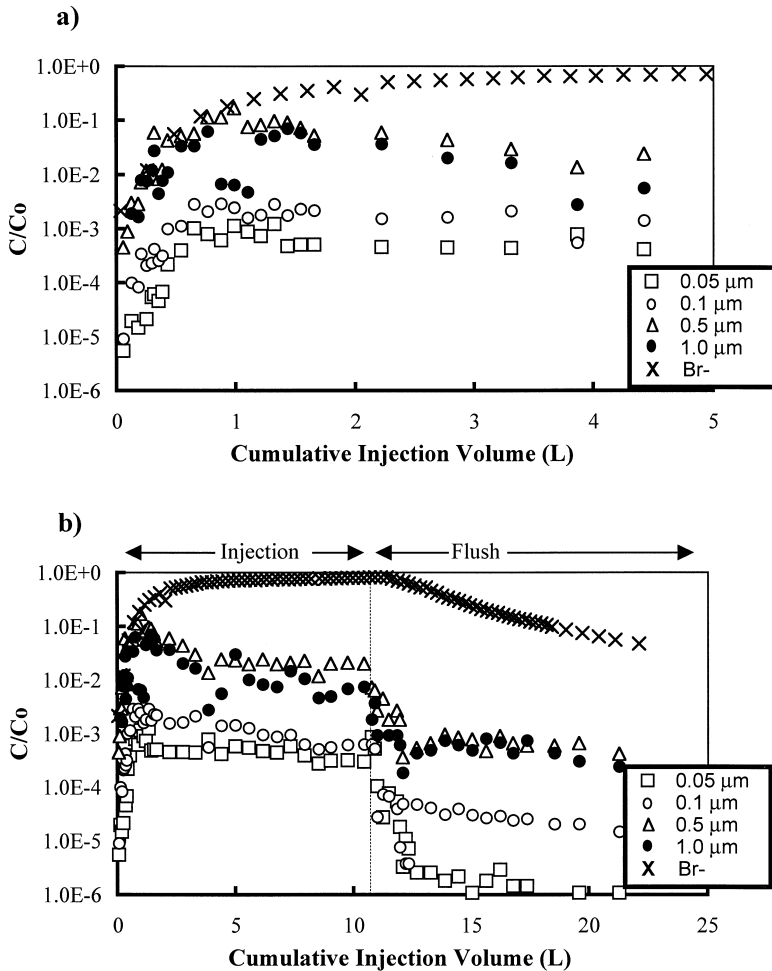 a)
1.0E+0
1.0E-1
1.0E-2
1.0E-3
1.0E-4
1.0E-5
1.0E-6
C/Co
0 1 2 3 4 5
Cumulative Injection Volume (L)
0.05 μm
0.1 μm
0.5 μm
1.0 μm
Br-
b)
Injection Flush
1.0E+0
1.0E-1
1.0E-2
1.0E-3
1.0E-4
1.0E-5
1.0E-6
C/Co
0 5 10 15 20 25
Cumulative Injection Volume (L)
0.05 μm
0.1 μm
0.5 μm
1.0 μm
Br-